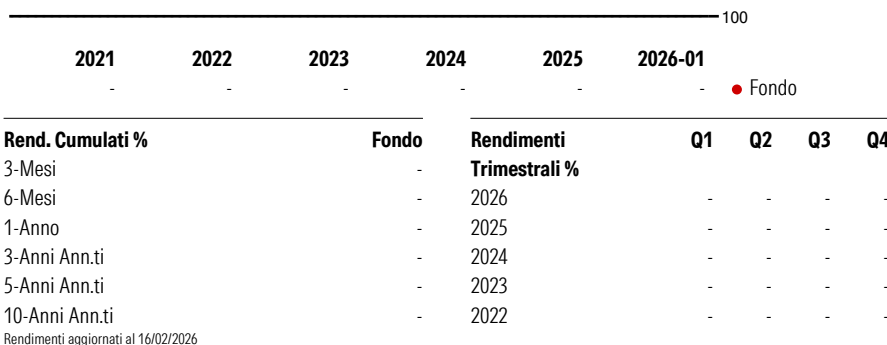 100
2021 2022 2023 2024 2025 2026-01
- - - - - - Fondo
Rend. Cumulati % Fondo
3-Mesi -
6-Mesi -
1-Anno -
3-Anni Ann.ti -
5-Anni Ann.ti -
10-Anni Ann.ti -
Rendimenti aggiornati al 16/02/2026
Rendimenti Q1 Q2 Q3 Q4
Trimestrali %
2026 - - - -
2025 - - - -
2024 - - - -
2023 - - - -
2022 - - - -